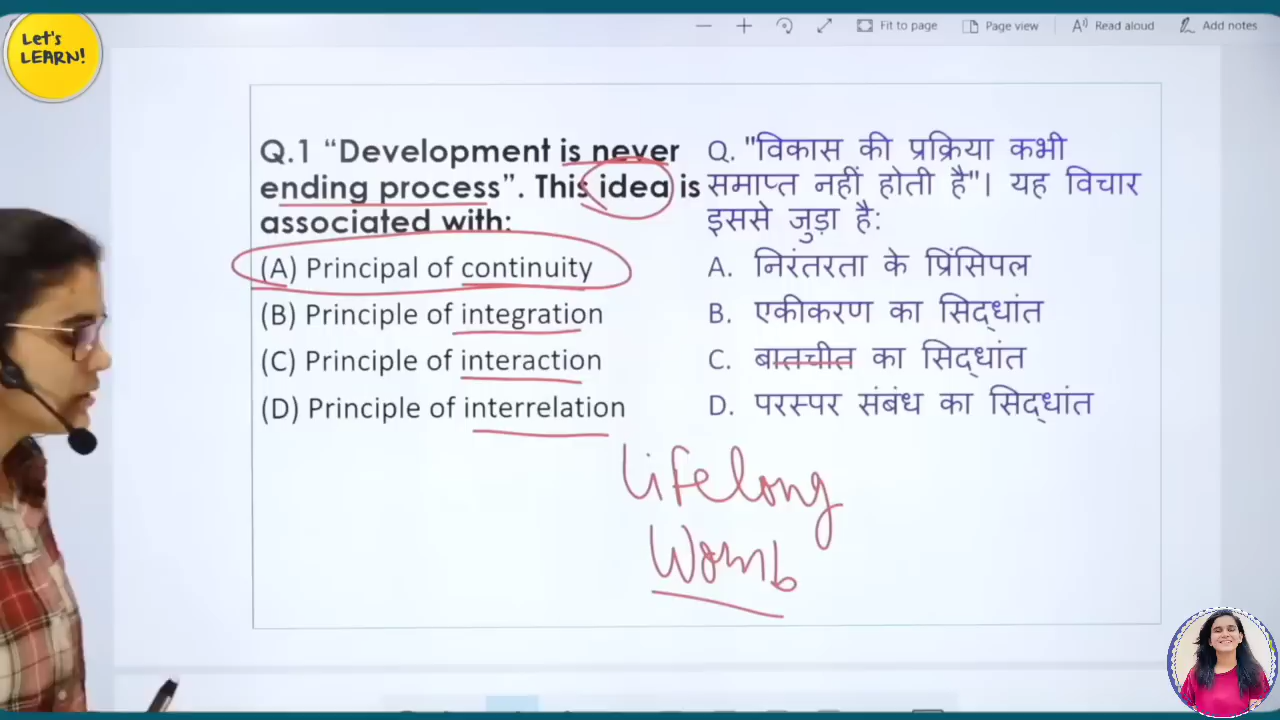 Let's
LEARN!
Fit to page
Page view
Read aloud
Add notes
Q.1 “Development is never
ending process”. This idea is
associated with:
(A) Principal of continuity
(B) Principle of integration
(C) Principle of interaction
(D) Principle of interrelation
Q. "विकास की प्रक्रिया कभी
समाप्त नहीं होती है"। यह विचार
इससे जुड़ा है:
A. निरंतरता के प्रिंसिपल
B. एकीकरण का सिद्धांत
C. बातचीत का सिद्धांत
D. परस्पर संबंध का सिद्धांत
Lifelong
Womb